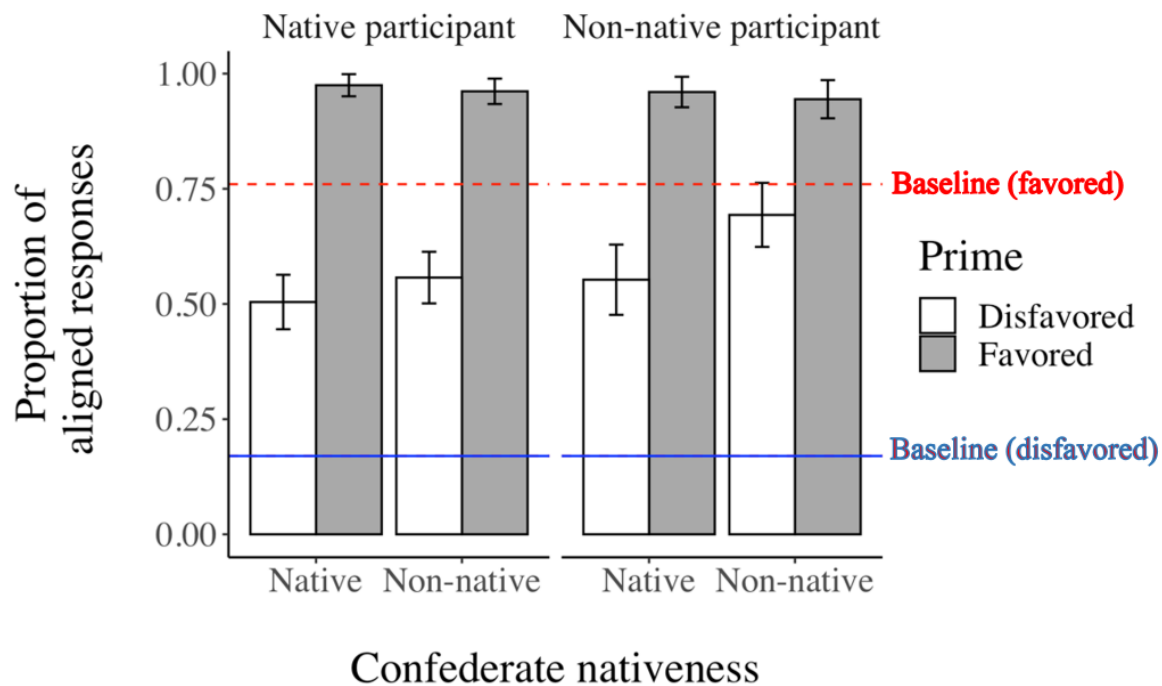 Native participant
Non-native participant
1.00
0.75
0.50
0.25
0.00
Proportion of
aligned responses
Baseline (favored)
Prime
Disfavored
Favored
Baseline (disfavored)
Native
Non-native
Native
Non-native
Confederate nativeness